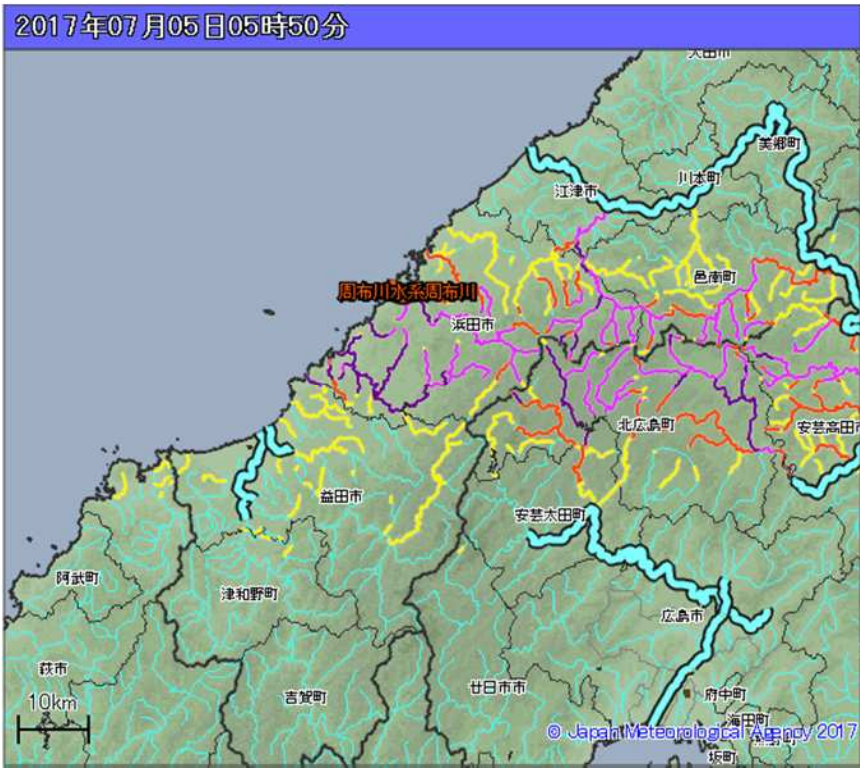 2017年07月05日05時50分
大田市
美郷町
川本町
江津市
邑南町
周布川水系周布川
浜田市
北広島町
安芸高田市
益田市
安芸太田町
阿武町
津和野町
広島市
萩市
吉賀町
廿日市市
府中町
10km
海田町
© Japan Meteorological Agency 2017
坂町